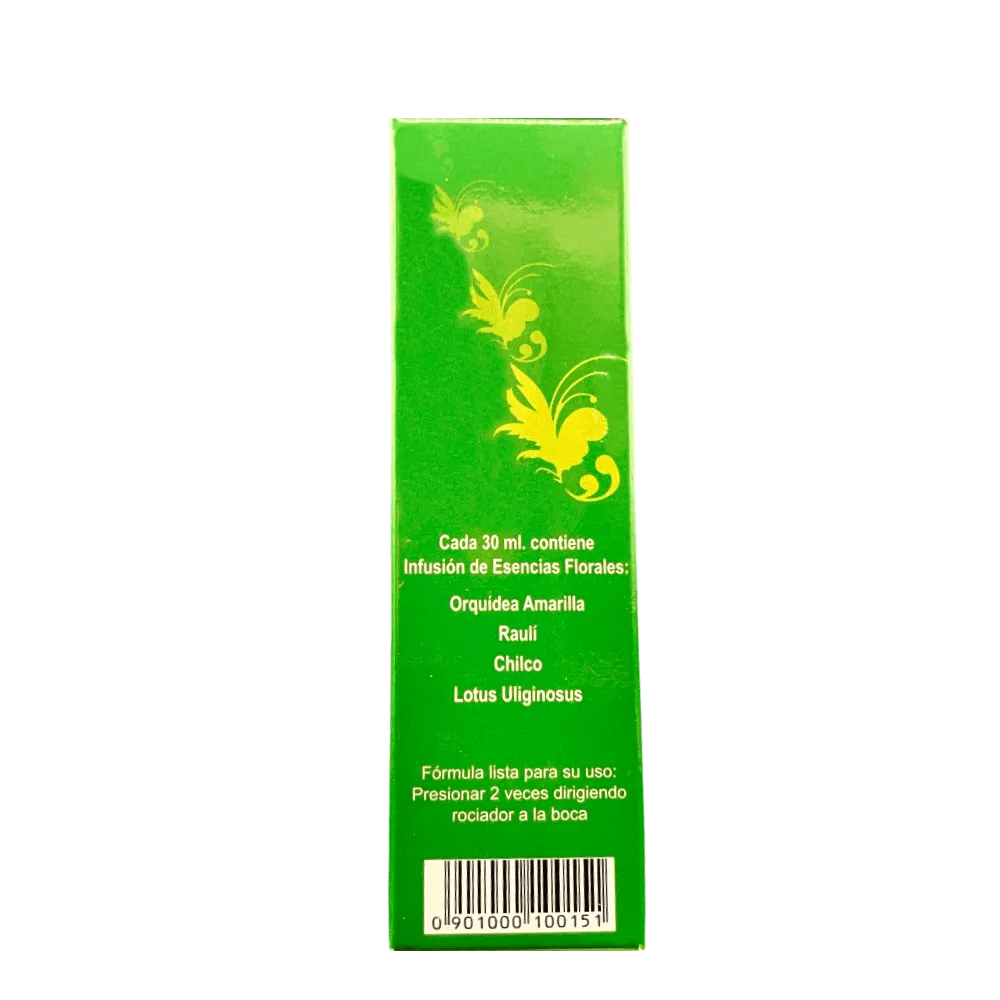 Cada 30 ml. contiene
Infusión de Esencias Florales:
Orquídea Amarilla
Raulí
Chilco
Lotus Uliginosus
Fórmula lista para su uso:
Presionar 2 veces dirigiendo
rociador a la boca
0 901000 100151